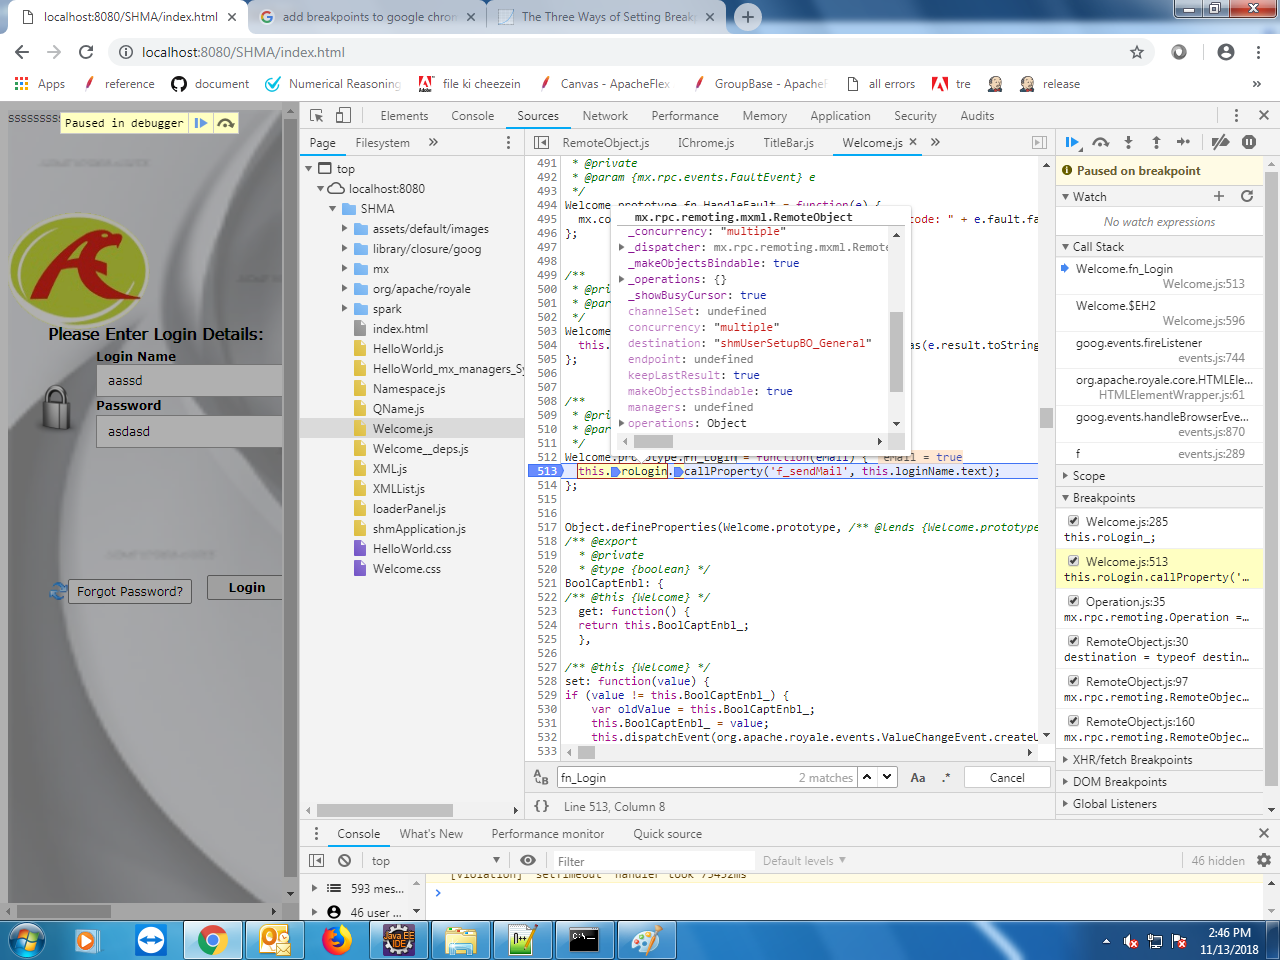 localhost:8080/SHMA/index.html
add breakpoints to google chrom
The Three Ways of Setting Break
localhost:8080/SHMA/index.html
Apps
reference
document
Numerical Reasoning
file ki cheezein
Canvas - ApacheFlex
GroupBase - ApacheF
all errors
tre
release
»
Paused in debugger
Please Enter Login Details:
Login Name
aassd
Password
asdasd
Forgot Password?
Login
Elements
Console
Sources
Network
Performance
Memory
Application
Security
Audits
Page
Filesystem
»
top
localhost:8080
SHMA
assets/default/images
library/closure/goog
mx
org/apache/royale
spark
index.html
HelloWorld.js
HelloWorld_mx_managers_Sy
Namespace.js
QName.js
Welcome.js
Welcome__deps.js
XML.js
XMLList.js
loaderPanel.js
shmApplication.js
HelloWorld.css
Welcome.css
RemoteObject.js
IChrome.js
TitleBar.js
Welcome.js
»
491 * @private
492 * @param {mx.rpc.events.FaultEvent} e
493 */
494 Welcome.prototype.fn_HandleFault = function(e) {
495 mx.co
code: " + e.fault.fa
496 };
497
498
499 /**
500 * @pri
501 * @par
502 */
503 Welcome
504 this.
as(e.result.toString
505 };
506
507
508 /**
509 * @pri
510 * @par
511 */
512 Welcome.prototype.fn_Login = function(eMail) { eMail = true
513 this.roLogin.callProperty('f_sendMail', this.loginName.text);
514 };
515
516
517 Object.defineProperties(Welcome.prototype, /** @lends {Welcome.prototype
518 /** @export
519 * @private
520 * @type {boolean} */
521 BoolCaptEnbl: {
522 /** @this {Welcome} */
523 get: function() {
524 return this.BoolCaptEnbl_;
525 },
526
527 /** @this {Welcome} */
528 set: function(value) {
529 if (value != this.BoolCaptEnbl_) {
530 var oldValue = this.BoolCaptEnbl_;
531 this.BoolCaptEnbl_ = value;
532 this.dispatchEvent(org.apache.royale.events.ValueChangeEvent.createU
533
mx.rpc.remoting.mxml.RemoteObject
_concurrency: "multiple"
_dispatcher: mx.rpc.remoting.mxml.Remote
_makeObjectsBindable: true
_operations: {}
_showBusyCursor: true
channelSet: undefined
concurrency: "multiple"
destination: "shmUserSetupBO_General"
endpoint: undefined
keepLastResult: true
makeObjectsBindable: true
managers: undefined
operations: Object
fn_Login
2 matches
Aa
.*
Cancel
{}
Line 513, Column 8
Paused on breakpoint
Watch
No watch expressions
Call Stack
Welcome.fn_Login
Welcome.js:513
Welcome.$EH2
Welcome.js:596
goog.events.fireListener
events.js:744
org.apache.royale.core.HTMLEle...
HTMLElementWrapper.js:61
goog.events.handleBrowserEve...
events.js:870
f
events.js:289
Scope
Breakpoints
Welcome.js:285
this.roLogin_;
Welcome.js:513
this.roLogin.callProperty('...
Operation.js:35
mx.rpc.remoting.Operation =...
RemoteObject.js:30
destination = typeof destin...
RemoteObject.js:97
mx.rpc.remoting.RemoteObjec...
RemoteObject.js:160
mx.rpc.remoting.RemoteObjec...
XHR/fetch Breakpoints
DOM Breakpoints
Global Listeners
Console
What's New
Performance monitor
Quick source
top
Filter
Default levels
46 hidden
593 mes...
46 user ...
[Violation] 'setTimeout' handler took 75452ms
Java EE
IDE
2:46 PM
11/13/2018